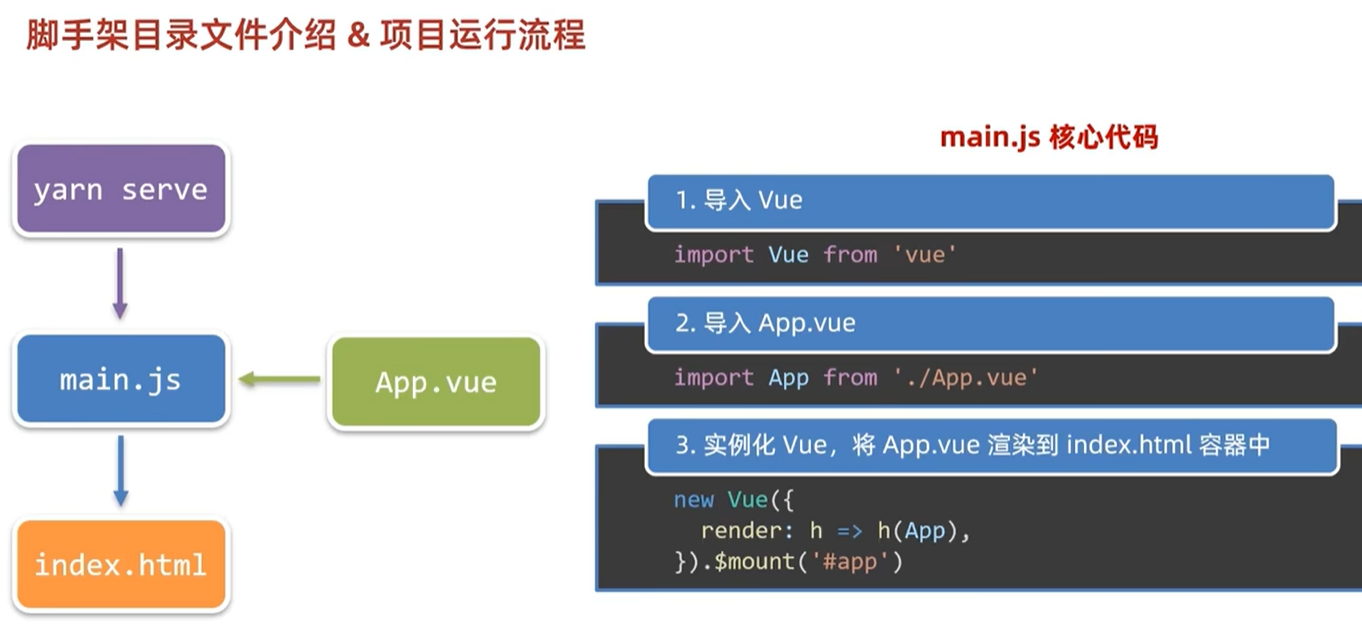 脚手架目录文件介绍 & 项目运行流程
yarn serve
main.js
App.vue
index.html
main.js 核心代码
1. 导入 Vue
import Vue from 'vue'
2. 导入 App.vue
import App from './App.vue'
3. 实例化 Vue，将 App.vue 渲染到 index.html 容器中
new Vue({
  render: h => h(App),
}).$mount('#app')